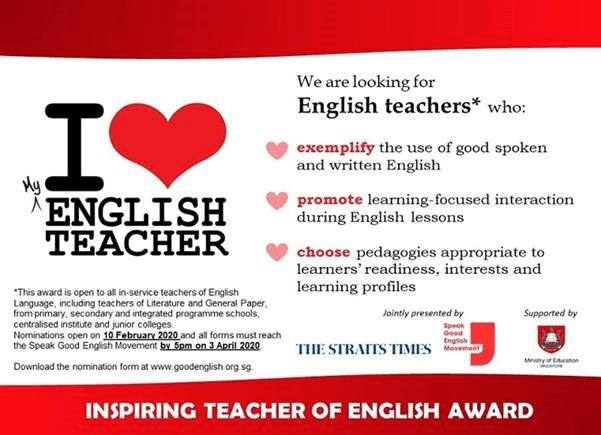 I
My
ENGLISH
TEACHER
*This award is open to all in-service teachers of English
Language, including teachers of Literature and General Paper,
from primary, secondary and integrated programme schools,
centralised institute and junior colleges.
Nominations open on 10 February 2020 and all forms must reach
the Speak Good English Movement by 5pm on 3 April 2020.
Download the nomination form at www.goodenglish.org.sg.
We are looking for
English teachers* who:
exemplify the use of good spoken
and written English
promote learning-focused interaction
during English lessons
choose pedagogies appropriate to
learners' readiness, interests and
learning profiles
Jointly presented by
THE STRAITS TIMES
Speak
Good
English
Movement
Supported by
Ministry of Education
SINGAPORE
INSPIRING TEACHER OF ENGLISH AWARD